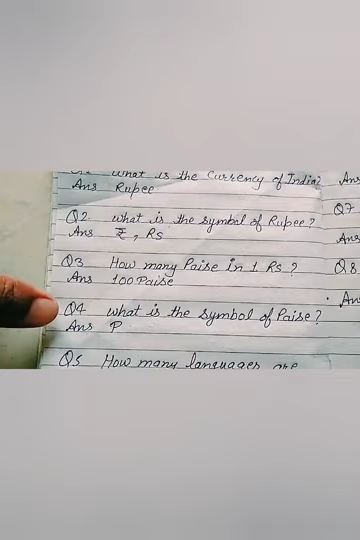 What is the Currency of India?
Ans Rupee
Q2 What is the symbol of Rupee?
Ans ₹, Rs
Q3 How many Paise in 1 Rs?
Ans 100 Paise
Q4 What is the symbol of Paise?
Ans P
Q5 How many languages are
Ans
Q7
Q8
Ans